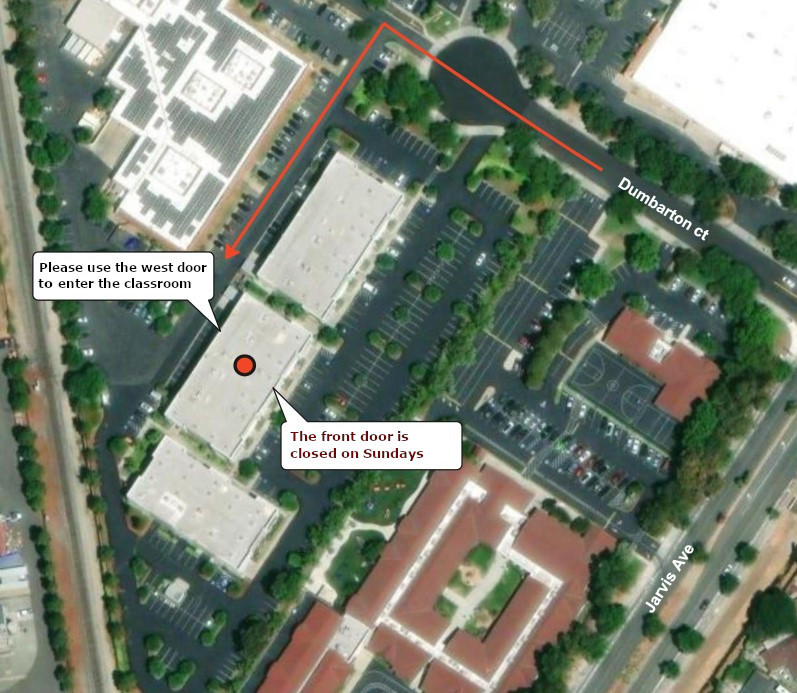 Dumbarton ct
Please use the west door
to enter the classroom
The front door is
closed on Sundays
Jarvis Ave